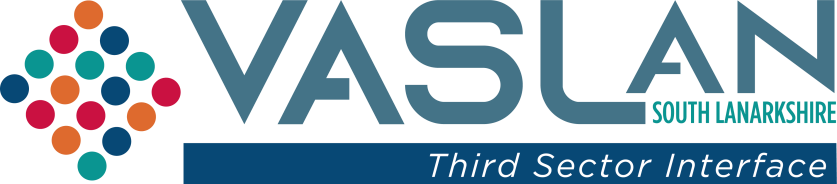 VASLAN
SOUTH LANARKSHIRE
Third Sector Interface